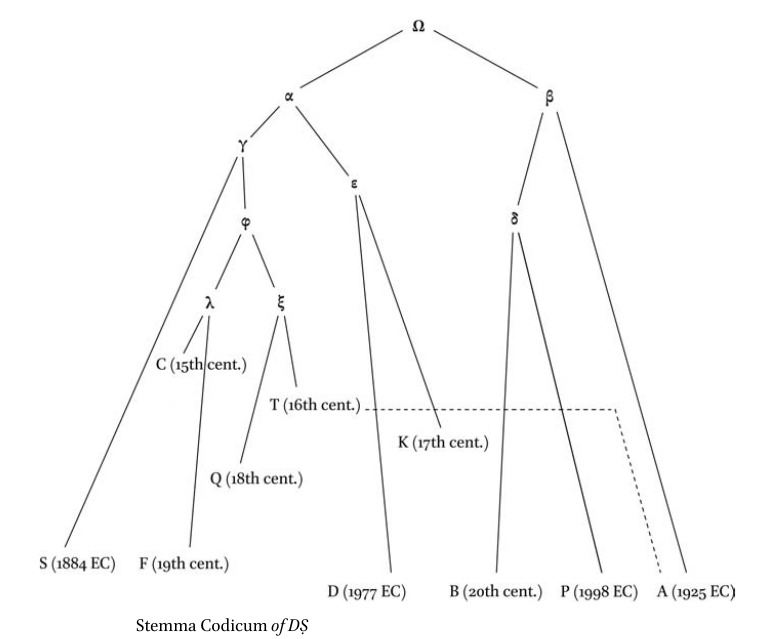 Ω
α
β
γ
ε
φ
δ
λ
ξ
C (15th cent.)
T (16th cent.)
K (17th cent.)
Q (18th cent.)
S (1884 EC)
F (19th cent.)
D (1977 EC)
B (20th cent.)
P (1998 EC)
A (1925 EC)
Stemma Codicum of DṢ